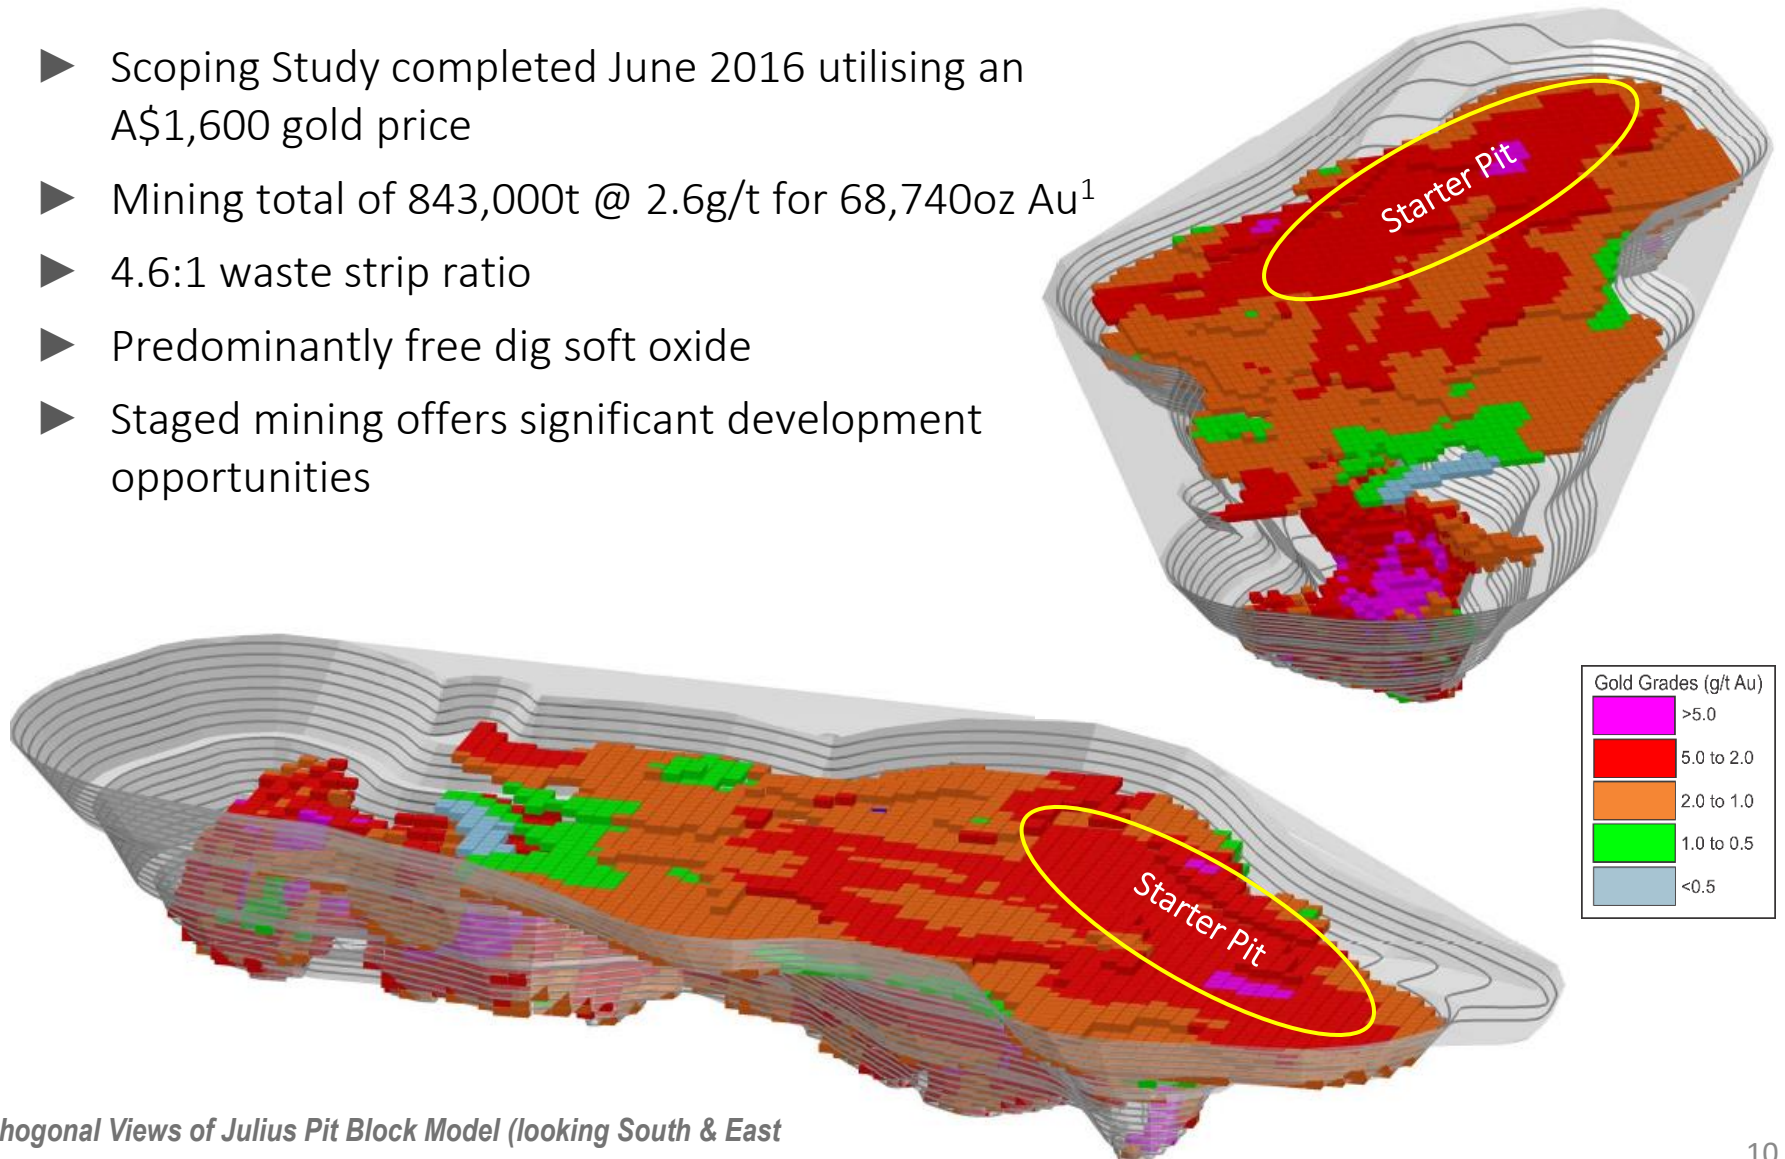 ► Scoping Study completed June 2016 utilising an
A$1,600 gold price
► Mining total of 843,000t @ 2.6g/t for 68,740oz Au¹
► 4.6:1 waste strip ratio
► Predominantly free dig soft oxide
► Staged mining offers significant development
opportunities
Starter Pit
Gold Grades (g/t Au)
>5.0
5.0 to 2.0
2.0 to 1.0
1.0 to 0.5
<0.5
Starter Pit
hogonal Views of Julius Pit Block Model (looking South & East
10